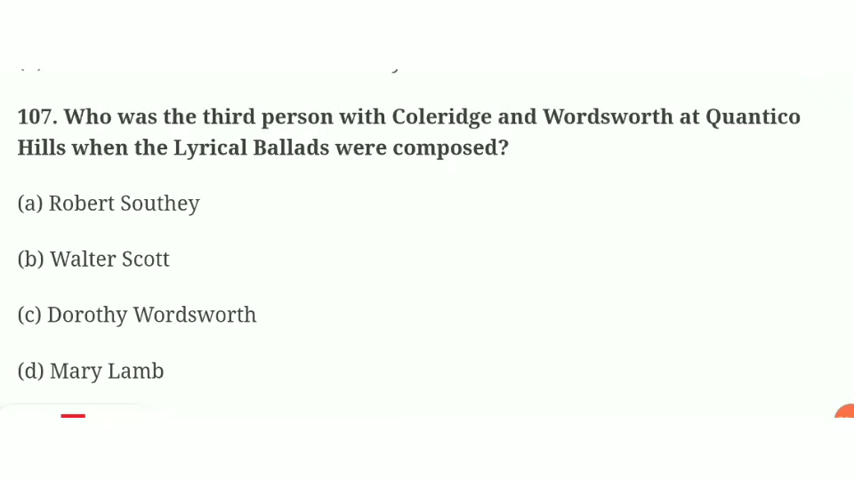 107. Who was the third person with Coleridge and Wordsworth at Quantico
Hills when the Lyrical Ballads were composed?
(a) Robert Southey
(b) Walter Scott
(c) Dorothy Wordsworth
(d) Mary Lamb